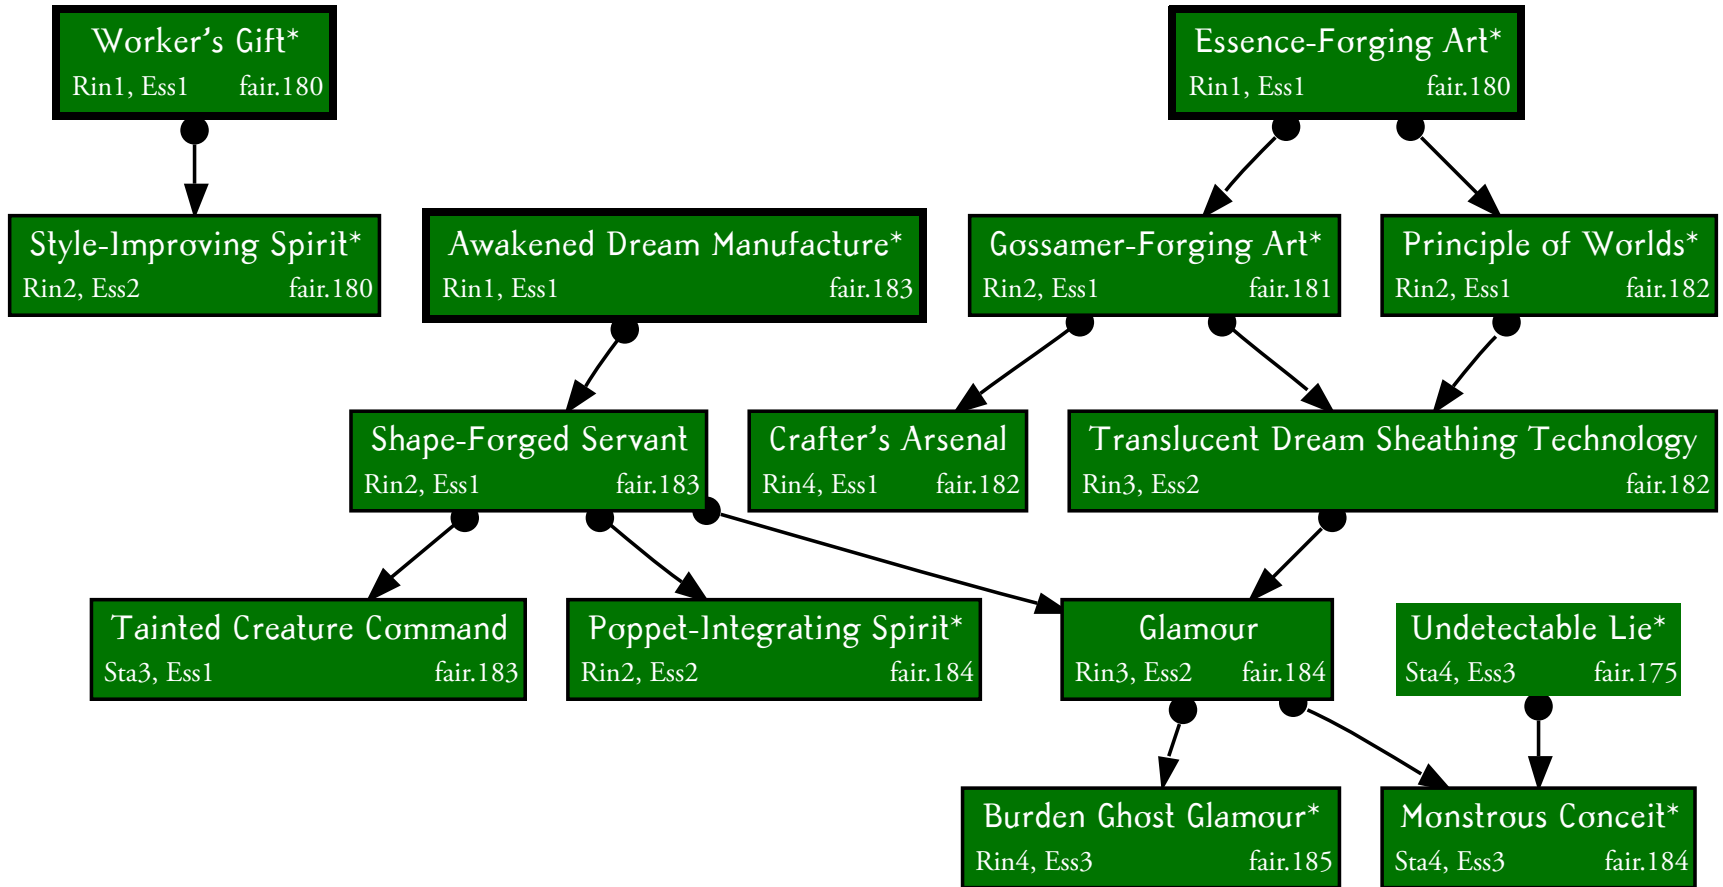 Worker's Gift*
Rin1, Ess1 fair.180
Essence-Forging Art*
Rin1, Ess1 fair.180
Style-Improving Spirit*
Rin2, Ess2 fair.180
Awakened Dream Manufacture*
Rin1, Ess1 fair.183
Gossamer-Forging Art*
Rin2, Ess1 fair.181
Principle of Worlds*
Rin2, Ess1 fair.182
Shape-Forged Servant
Rin2, Ess1 fair.183
Crafter's Arsenal
Rin4, Ess1 fair.182
Translucent Dream Sheathing Technology
Rin3, Ess2 fair.182
Tainted Creature Command
Sta3, Ess1 fair.183
Poppet-Integrating Spirit*
Rin2, Ess2 fair.184
Glamour
Rin3, Ess2 fair.184
Undetectable Lie*
Sta4, Ess3 fair.175
Burden Ghost Glamour*
Rin4, Ess3 fair.185
Monstrous Conceit*
Sta4, Ess3 fair.184